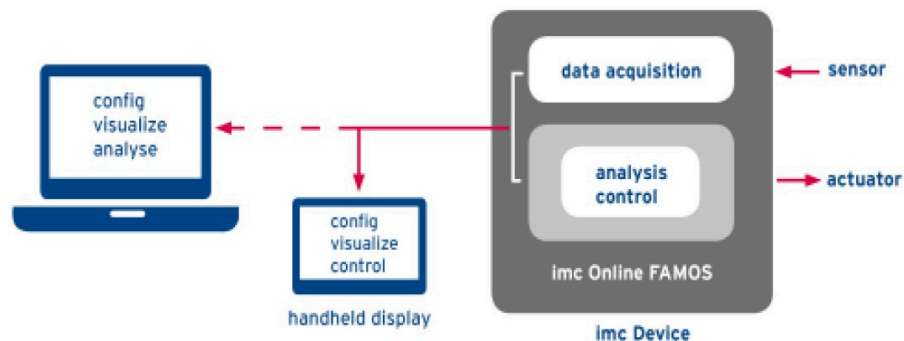 config
visualize
analyse
config
visualize
control
handheld display
data acquisition
analysis
control
imc Online FAMOS
imc Device
sensor
actuator